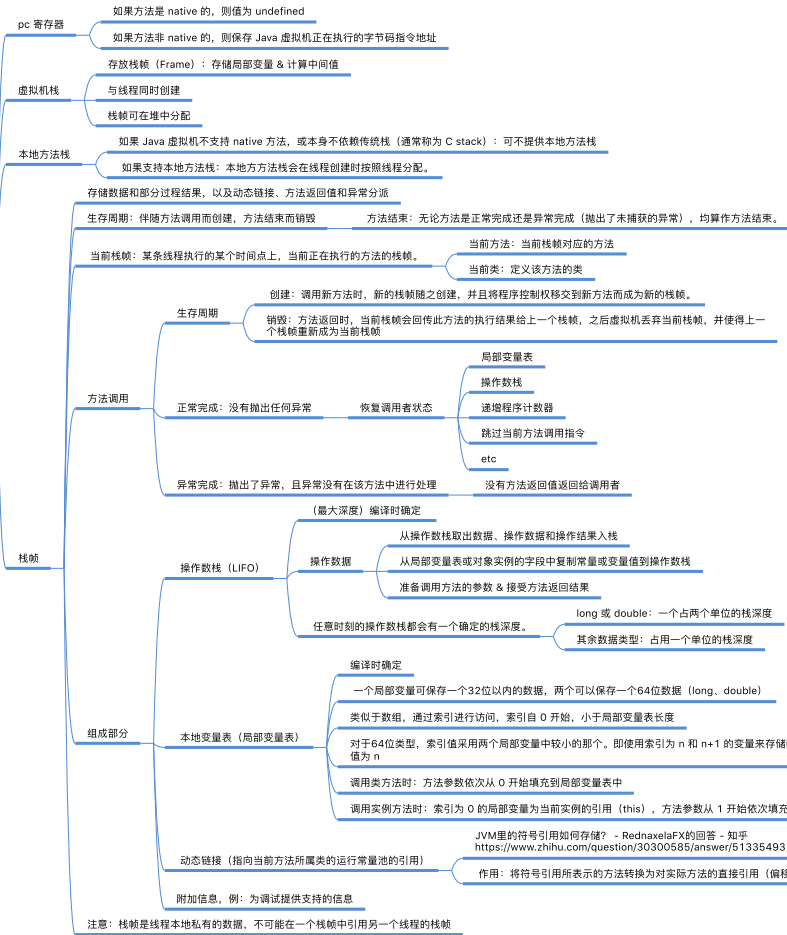 pc 寄存器
如果方法是 native 的，则值为 undefined
如果方法非 native 的，则保存 Java 虚拟机正在执行的字节码指令地址
虚拟机栈
存放栈帧（Frame）：存储局部变量 & 计算中间值
与线程同时创建
栈帧可在堆中分配
本地方法栈
如果 Java 虚拟机不支持 native 方法，或本身不依赖传统栈（通常称为 C stack）：可不提供本地方法栈
如果支持本地方法栈：本地方方法栈会在线程创建时按照线程分配。
栈帧
存储数据和部分过程结果，以及动态链接、方法返回值和异常分派
生存周期：伴随方法调用而创建，方法结束而销毁
方法结束：无论方法是正常完成还是异常完成（抛出了未捕获的异常），均算作方法结束。
当前栈帧：某条线程执行的某个时间点上，当前正在执行的方法的栈帧。
当前方法：当前栈帧对应的方法
当前类：定义该方法的类
方法调用
生存周期
创建：调用新方法时，新的栈帧随之创建，并且将程序控制权移交到新方法而成为新的栈帧。
销毁：方法返回时，当前栈帧会回传此方法的执行结果给上一个栈帧，之后虚拟机丢弃当前栈帧，并使得上一
个栈帧重新成为当前栈帧
正常完成：没有抛出任何异常
恢复调用者状态
局部变量表
操作数栈
递增程序计数器
跳过当前方法调用指令
etc
异常完成：抛出了异常，且异常没有在该方法中进行处理
没有方法返回值返回给调用者
组成部分
操作数栈（LIFO）
（最大深度）编译时确定
操作数据
从操作数栈取出数据、操作数据和操作结果入栈
从局部变量表或对象实例的字段中复制常量或变量值到操作数栈
准备调用方法的参数 & 接受方法返回结果
任意时刻的操作数栈都会有一个确定的栈深度。
long 或 double：一个占两个单位的栈深度
其余数据类型：占用一个单位的栈深度
本地变量表（局部变量表）
编译时确定
一个局部变量可保存一个32位以内的数据，两个可以保存一个64位数据（long、double）
类似于数组，通过索引进行访问，索引自 0 开始，小于局部变量表长度
对于64位类型，索引值采用两个局部变量中较小的那个。即使用索引为 n 和 n+1 的变量来存储
值为 n
调用类方法时：方法参数依次从 0 开始填充到局部变量表中
调用实例方法时：索引为 0 的局部变量为当前实例的引用（this），方法参数从 1 开始依次填充
动态链接（指向当前方法所属类的运行常量池的引用）
JVM里的符号引用如何存储？ - RednaxelaFX的回答 - 知乎
https://www.zhihu.com/question/30300585/answer/51335493
作用：将符号引用所表示的方法转换为对实际方法的直接引用（偏移
附加信息，例：为调试提供支持的信息
注意：栈帧是线程本地私有的数据，不可能在一个栈帧中引用另一个线程的栈帧